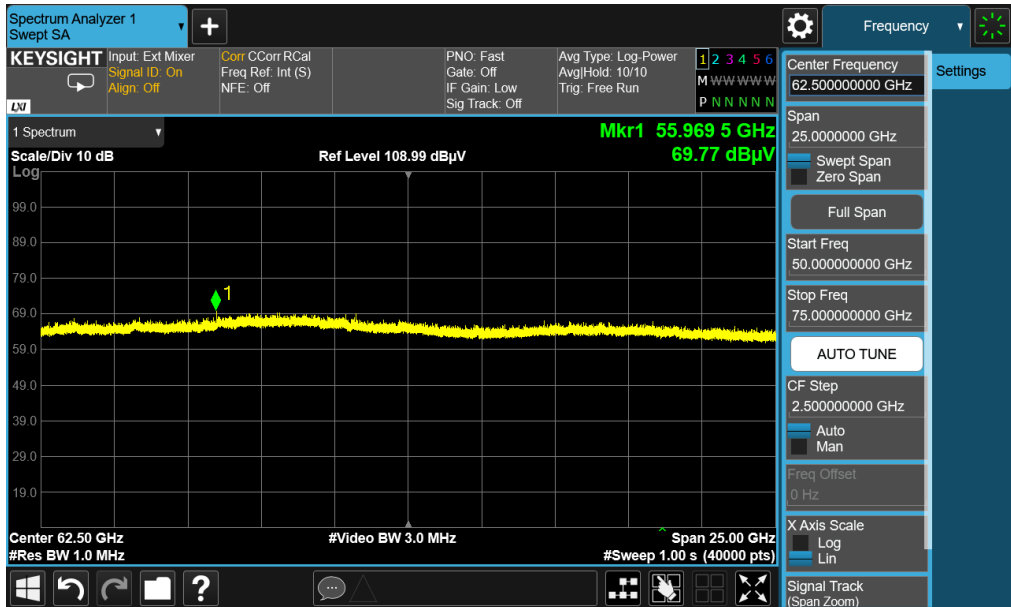 Spectrum Analyzer 1
Swept SA
Frequency
KEYSIGHT
LXI
Input: Ext Mixer
Signal ID: On
Align: Off
Corr CCorr RCal
Freq Ref: Int (S)
NFE: Off
PNO: Fast
Gate: Off
IF Gain: Low
Sig Track: Off
Avg Type: Log-Power
Avg|Hold: 10/10
Trig: Free Run
1 2 3 4 5 6
M W W W W W
P N N N N N
1 Spectrum
Mkr1 55.969 5 GHz
69.77 dBµV
Scale/Div 10 dB
Ref Level 108.99 dBµV
Log
99.0
89.0
79.0
69.0
59.0
49.0
39.0
29.0
19.0
1
Center 62.50 GHz
#Video BW 3.0 MHz
Span 25.00 GHz
#Res BW 1.0 MHz
#Sweep 1.00 s (40000 pts)
?
Center Frequency
62.500000000 GHz
Span
25.0000000 GHz
Swept Span
Zero Span
Full Span
Start Freq
50.000000000 GHz
Stop Freq
75.000000000 GHz
AUTO TUNE
CF Step
2.500000000 GHz
Auto
Man
Freq Offset
0 Hz
X Axis Scale
Log
Lin
Signal Track
(Span Zoom)
Settings